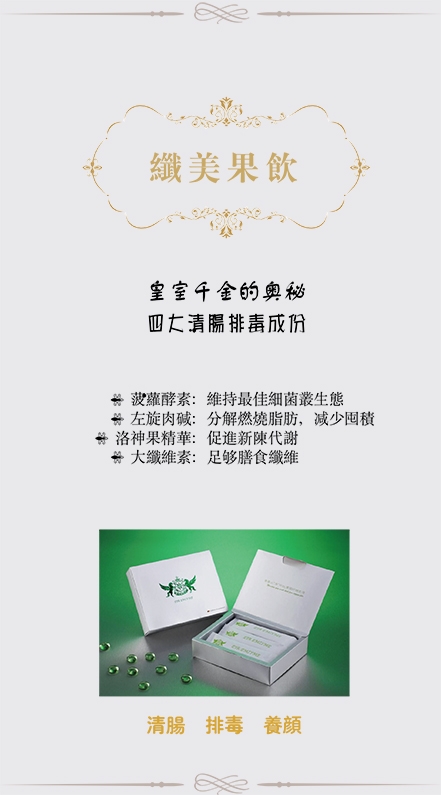 纖美果飲
皇室千金的奧秘
四大清腸排毒成份
菠蘿酵素：維持最佳細菌叢生態
左旋肉碱：分解燃燒脂肪，减少囤積
洛神果精華：促進新陳代謝
大纖維素：足够膳食纖維
清腸 排毒 養顔